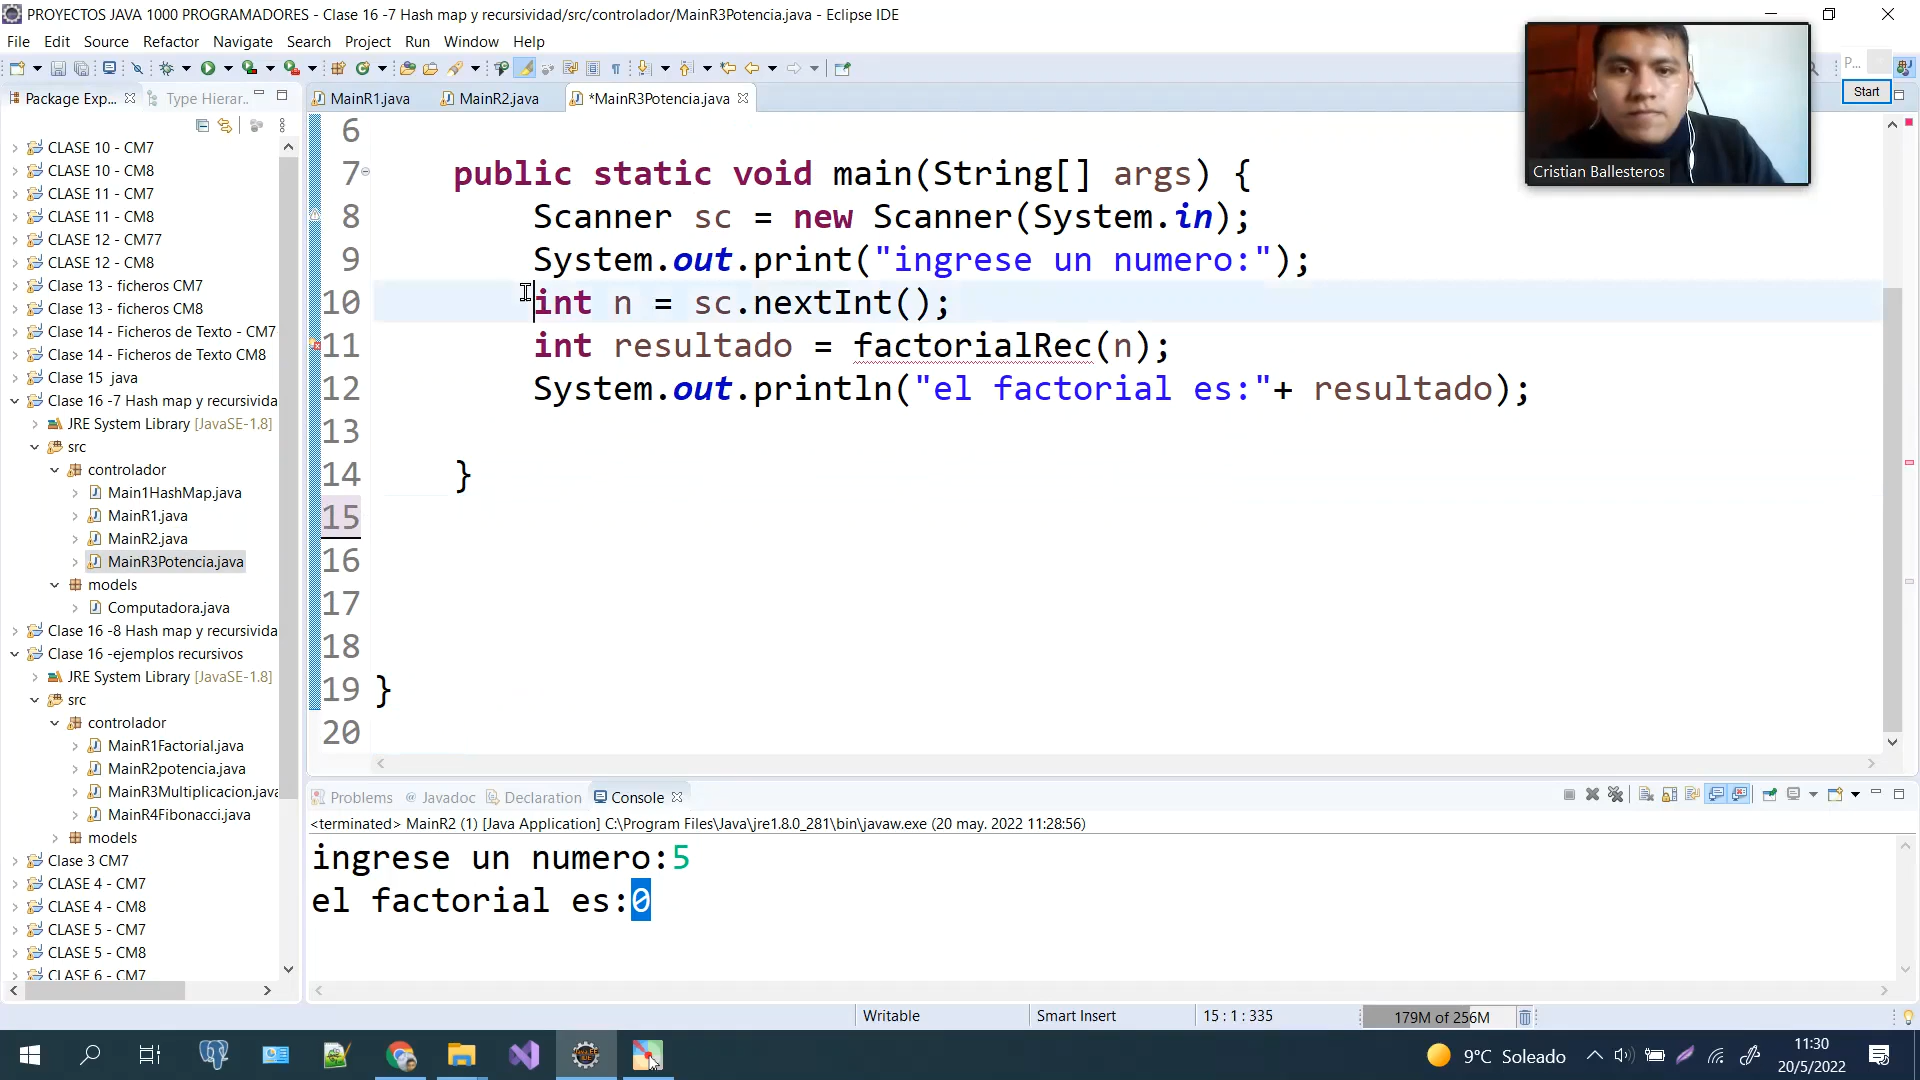 PROYECTOS JAVA 1000 PROGRAMADORES - Clase 16 -7 Hash map y recursividad/src/controlador/MainR3Potencia.java - Eclipse IDE
File Edit Source Refactor Navigate Search Project Run Window Help
P...
Start
Package Exp... Type Hierar...
MainR1.java MainR2.java *MainR3Potencia.java
Cristian Ballesteros
CLASE 10 - CM7
CLASE 10 - CM8
CLASE 11 - CM7
CLASE 11 - CM8
CLASE 12 - CM77
CLASE 12 - CM8
Clase 13 - ficheros CM7
Clase 13 - ficheros CM8
Clase 14 - Ficheros de Texto - CM7
Clase 14 - Ficheros de Texto CM8
Clase 15 java
Clase 16 -7 Hash map y recursivida
JRE System Library [JavaSE-1.8]
src
controlador
Main1HashMap.java
MainR1.java
MainR2.java
MainR3Potencia.java
models
Computadora.java
Clase 16 -8 Hash map y recursivida
Clase 16 -ejemplos recursivos
JRE System Library [JavaSE-1.8]
src
controlador
MainR1Factorial.java
MainR2potencia.java
MainR3Multiplicacion.java
MainR4Fibonacci.java
models
Clase 3 CM7
CLASE 4 - CM7
CLASE 4 - CM8
CLASE 5 - CM7
CLASE 5 - CM8
CLASE 6 - CM7
6
7 public static void main(String[] args) {
8 Scanner sc = new Scanner(System.in);
9 System.out.print("ingrese un numero:");
10 int n = sc.nextInt();
11 int resultado = factorialRec(n);
12 System.out.println("el factorial es:"+ resultado);
13
14 }
15
16
17
18
19 }
20
Problems Javadoc Declaration Console
<terminated> MainR2 (1) [Java Application] C:\Program Files\Java\jre1.8.0_281\bin\javaw.exe (20 may. 2022 11:28:56)
ingrese un numero:5
el factorial es:0
Writable Smart Insert 15 : 1 : 335 179M of 256M
9°C Soleado
11:30
20/5/2022